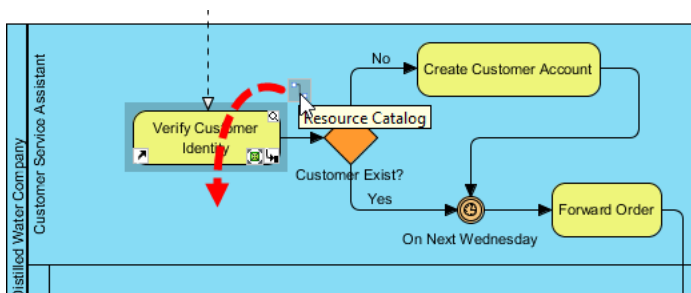 Distilled Water Company
Customer Service Assistant
Verify Customer
Identity
Resource Catalog
Customer Exist?
No
Yes
Create Customer Account
On Next Wednesday
Forward Order